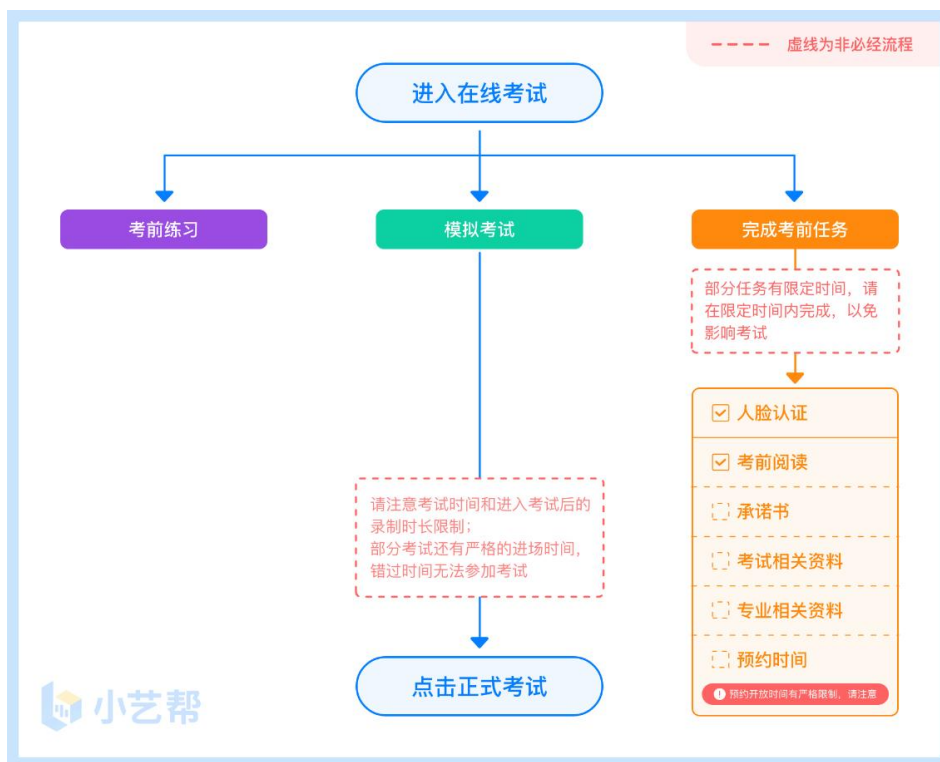 虚线为非必经流程
进入在线考试
考前练习
模拟考试
完成考前任务
部分任务有限定时间，请
在限定时间内完成，以免
影响考试
人脸认证
考前阅读
承诺书
考试相关资料
专业相关资料
预约时间
预约开放时间有严格限制，请注意
请注意考试时间和进入考试后的
录制时长限制；
部分考试还有严格的进场时间，
错过时间无法参加考试
点击正式考试
小艺帮